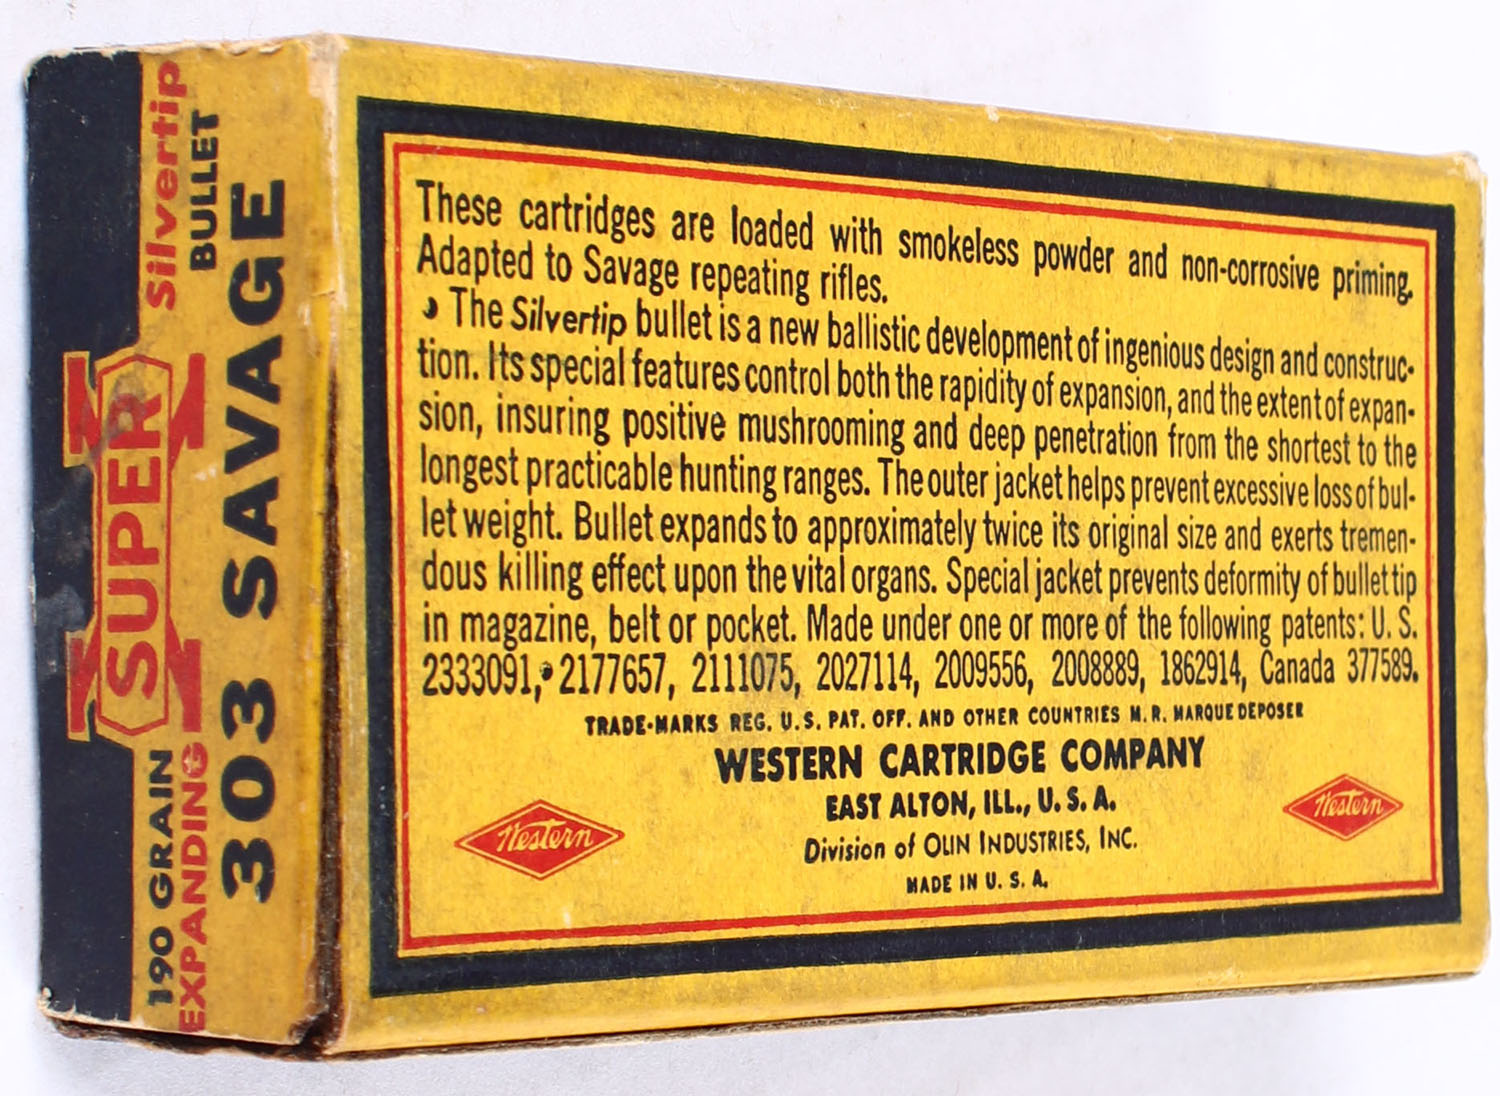 SUPER X
190 GRAIN Silvertip
EXPANDING BULLET
303 SAVAGE
These cartridges are loaded with smokeless powder and non-corrosive priming.
Adapted to Savage repeating rifles.
The Silvertip bullet is a new ballistic development of ingenious design and construc-
tion. Its special features control both the rapidity of expansion, and the extent of expan-
sion, insuring positive mushrooming and deep penetration from the shortest to the
longest practicable hunting ranges. The outer jacket helps prevent excessive loss of bul-
let weight. Bullet expands to approximately twice its original size and exerts tremen-
dous killing effect upon the vital organs. Special jacket prevents deformity of bullet tip
in magazine, belt or pocket. Made under one or more of the following patents: U. S.
2333091, 2177657, 2111075, 2027114, 2009556, 2008889, 1862914, Canada 377589.
TRADE-MARKS REG. U.S. PAT. OFF. AND OTHER COUNTRIES M.R. MARQUE DEPOSEE
WESTERN CARTRIDGE COMPANY
EAST ALTON, ILL., U. S. A.
Division of OLIN INDUSTRIES, INC.
MADE IN U. S. A.
Western
Western